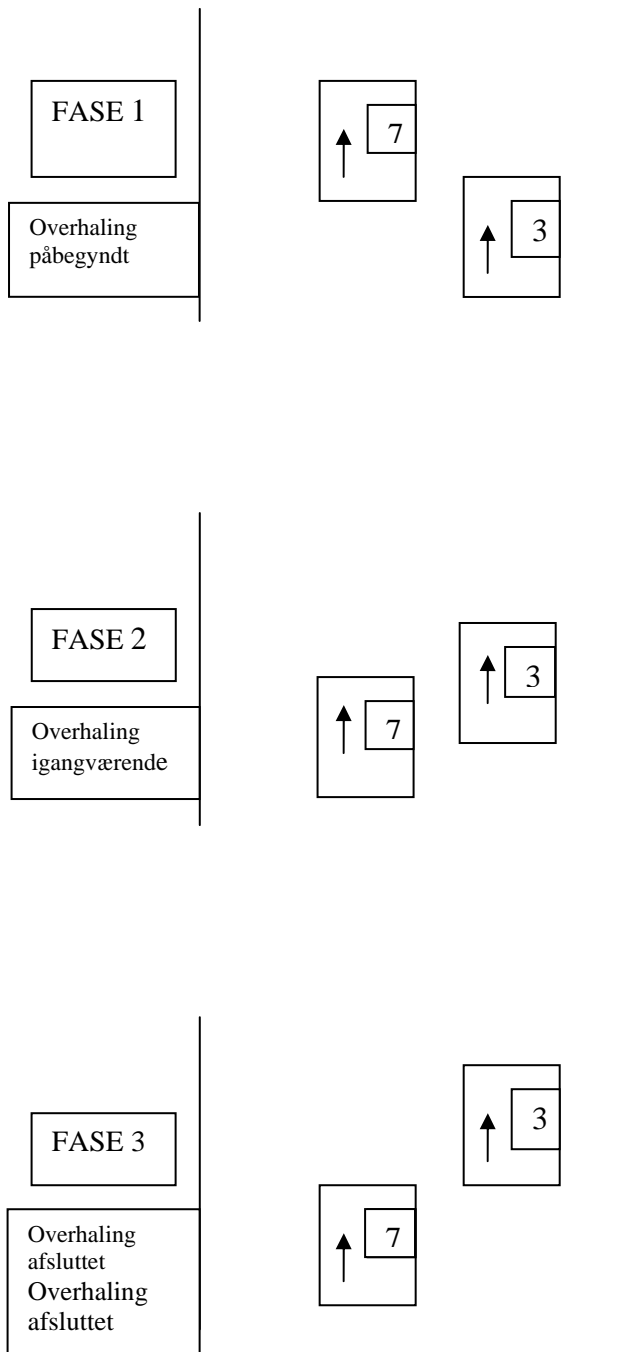 FASE 1
7
Overhaling
påbegyndt
3
FASE 2
3
Overhaling
igangværende
7
FASE 3
3
Overhaling
afsluttet
Overhaling
afsluttet
7